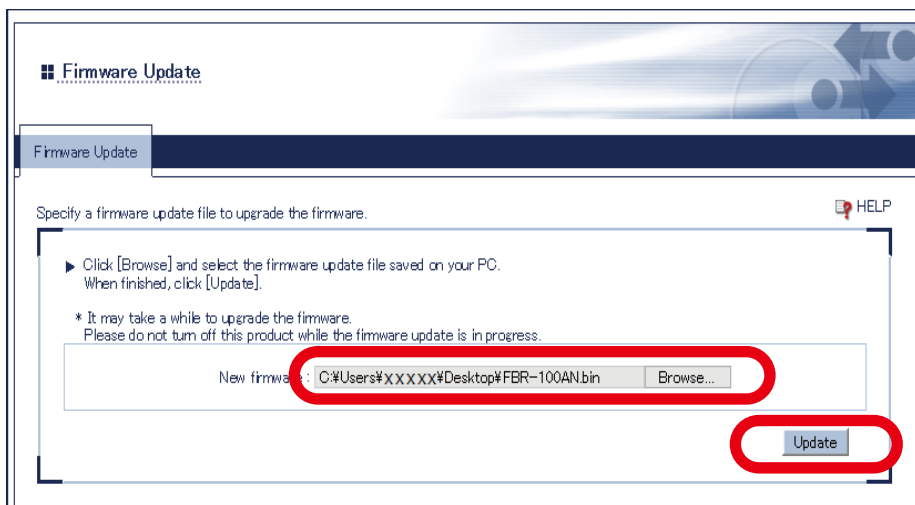 Firmware Update
Firmware Update
Specify a firmware update file to upgrade the firmware.
HELP
Click [Browse] and select the firmware update file saved on your PC.
When finished, click [Update].
* It may take a while to upgrade the firmware.
Please do not turn off this product while the firmware update is in progress.
New firmware : C:¥Users¥XXXXX¥Desktop¥FBR-100AN.bin Browse...
Update